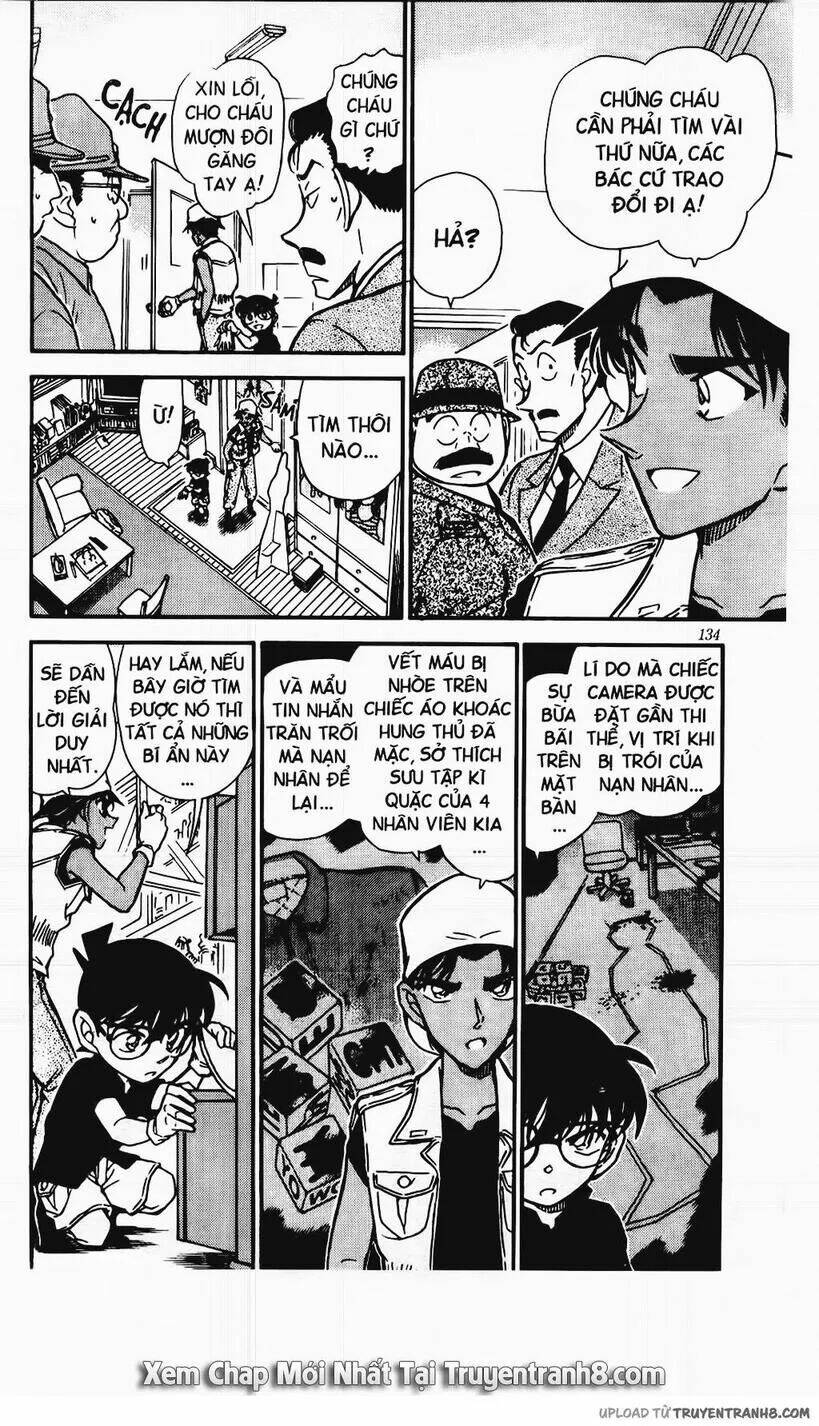 CHÚNG CHÁU
CẦN PHẢI TÌM VÀI
THỨ NỮA, CÁC
BÁC CỨ TRAO
ĐỔI ĐI Ạ!
HẢ?
CHÚNG
CHÁU
GÌ CHỨ
?
XIN LỖI,
CHO CHÁU
MƯỢN ĐÔI
GĂNG
TAY Ạ!
CẠCH
SẦM
TÌM THÔI
NÀO...
Ừ!
134
LÍ DO MÀ CHIẾC
CAMERA ĐƯỢC
ĐẶT GẦN THI
THỂ, VỊ TRÍ KHI
BỊ TRÓI CỦA
NẠN NHÂN...
SỰ
BỪA
BÃI
TRÊN
MẶT
BÀN
...
VẾT MÁU BỊ
NHÒE TRÊN
CHIẾC ÁO KHOÁC
HUNG THỦ ĐÃ
MẶC, SỞ THÍCH
SƯU TẬP KÌ
QUẶC CỦA 4
NHÂN VIÊN KIA
...
VÀ MẨU
TIN NHẮN
TRĂN TRỐI
MÀ NẠN
NHÂN ĐỂ
LẠI...
HAY LẮM, NẾU
BÂY GIỜ TÌM
ĐƯỢC NÓ THÌ
TẤT CẢ NHỮNG
BÍ ẨN NÀY
...
SẼ DẪN
ĐẾN
LỜI GIẢI
DUY
NHẤT.
Xem Chap Mới Nhất Tại Truyentranh8.com
UPLOAD TỪ TRUYENTRANH8.COM